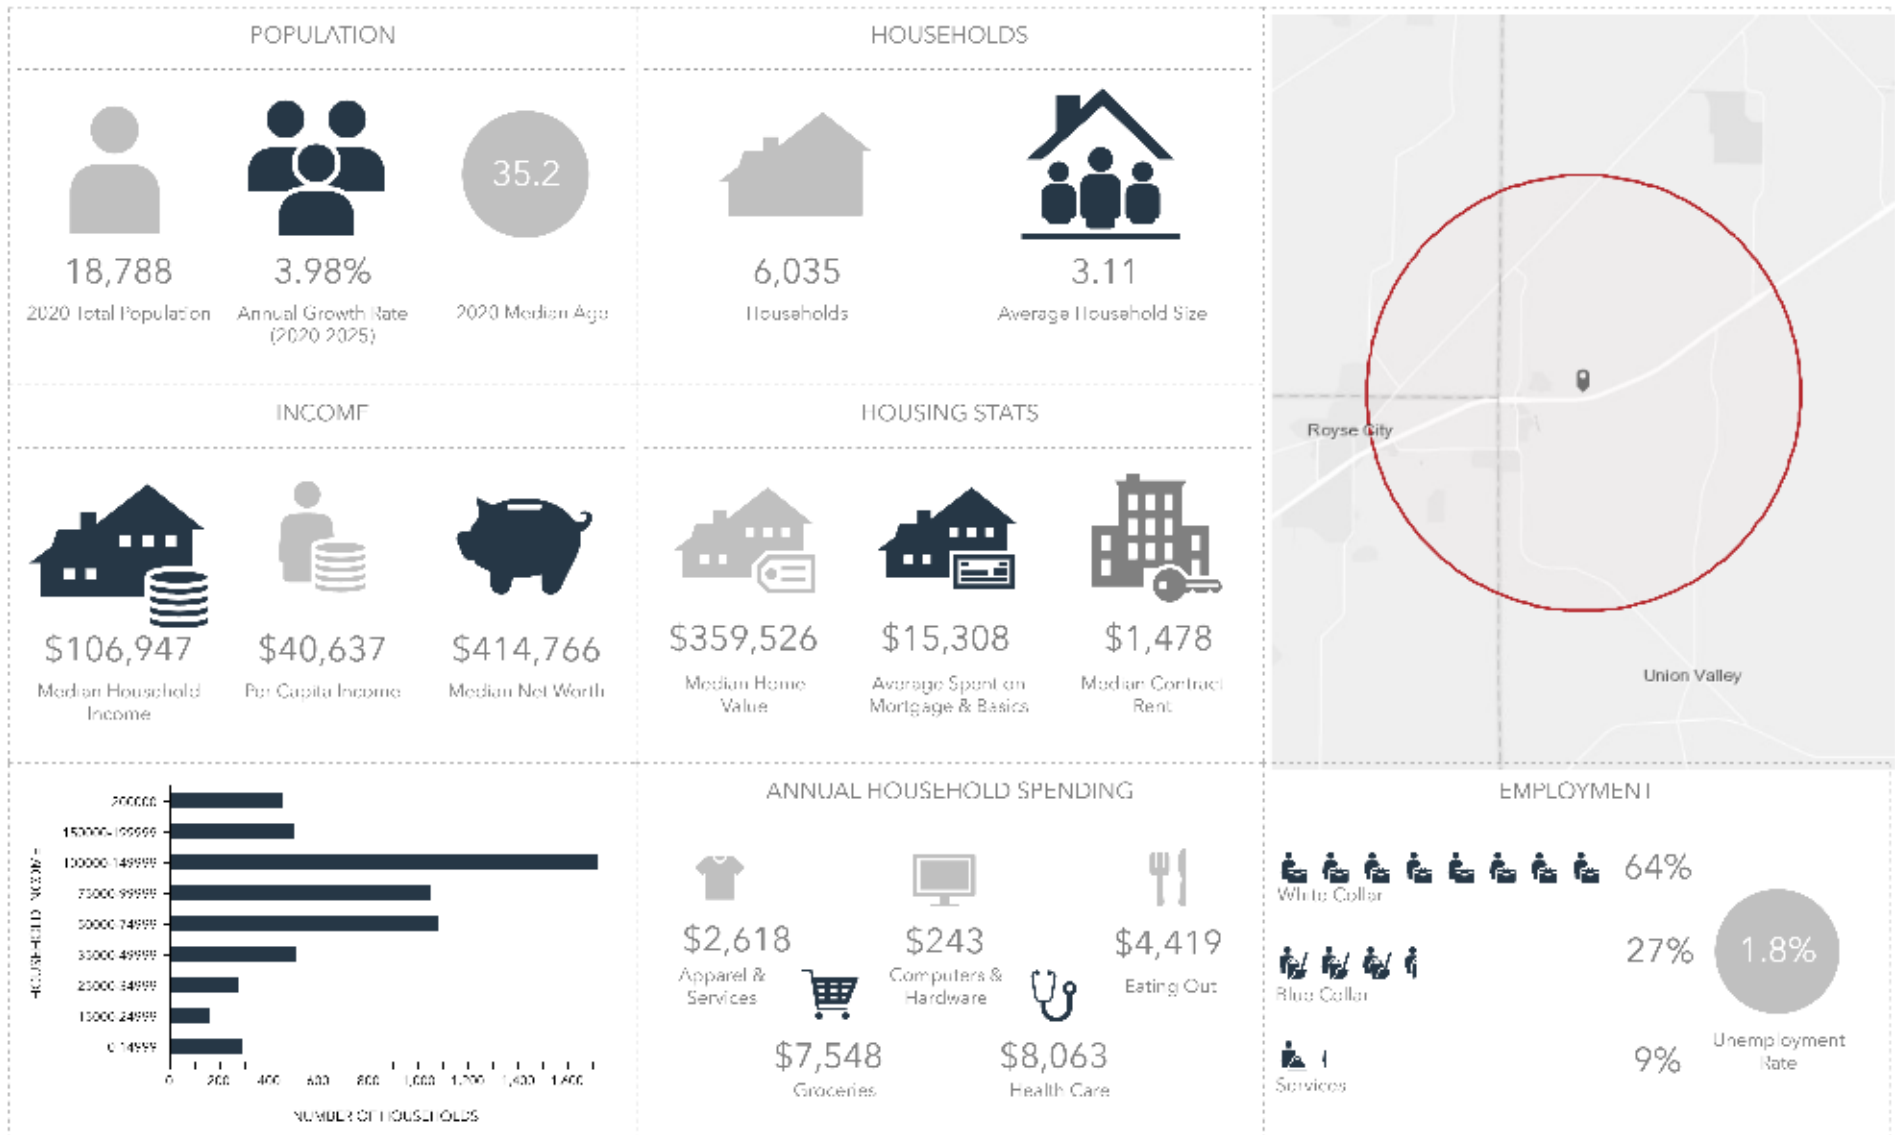 POPULATION
35.2
18,788
3.98%
2020 Total Population
Annual Growth Rate
(2020-2025)
2020 Median Age
HOUSEHOLDS
6,035
3.11
Households
Average Household Size
Royse City
Union Valley
INCOME
$106,947
$40,637
$414,766
Median Household
Income
Per Capita Income
Median Net Worth
HOUSING STATS
$359,526
$15,308
$1,478
Median Home
Value
Average Spent on
Mortgage & Basics
Median Contract
Rent
HOUSEHOLD INCOME
200000
150000-199999
100000-149999
75000-99999
50000-74999
35000-49999
25000-34999
15000-24999
0-14999
0 200 400 600 800 1,000 1,200 1,400 1,600
NUMBER OF HOUSEHOLDS
ANNUAL HOUSEHOLD SPENDING
$2,618
$243
$4,419
Apparel &
Services
Computers &
Hardware
Eating Out
$7,548
$8,063
Groceries
Health Care
EMPLOYMENT
64%
White Collar
27%
Blue Collar
9%
Services
1.8%
Unemployment
Rate